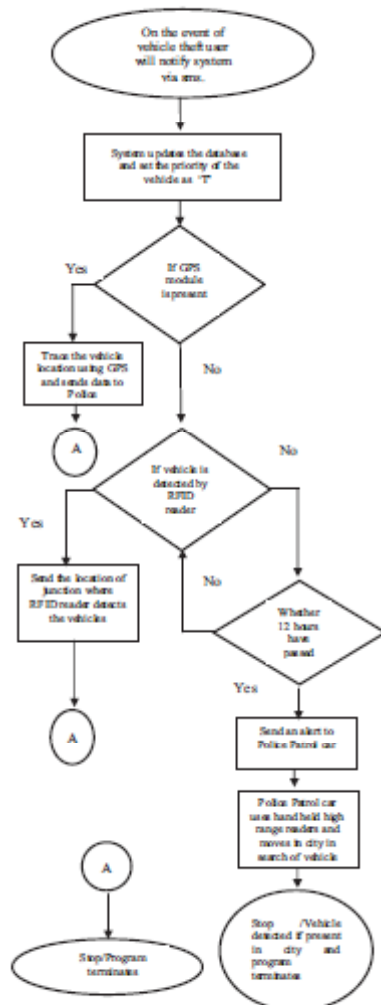 On the event of
vehicle theft user
will notify system
via sms.
System updates the database
and set the priority of the
vehicle as "T"
If GPS
module
is present
Yes
No
Trace the vehicle
location using GPS
and sends data to
Police
A
If vehicle is
detected by
RFID
reader
No
Yes
Send the location of
junction where
RFID reader detects
the vehicles
No
Whether
12 hours
have
passed
Yes
A
Send an alert to
Police Patrol car
Police Patrol car
uses hand held high
range readers and
moves in city in
search of vehicle
A
Stop/Program
terminates
Stop /Vehicle
detected if present
in city and
program
terminates